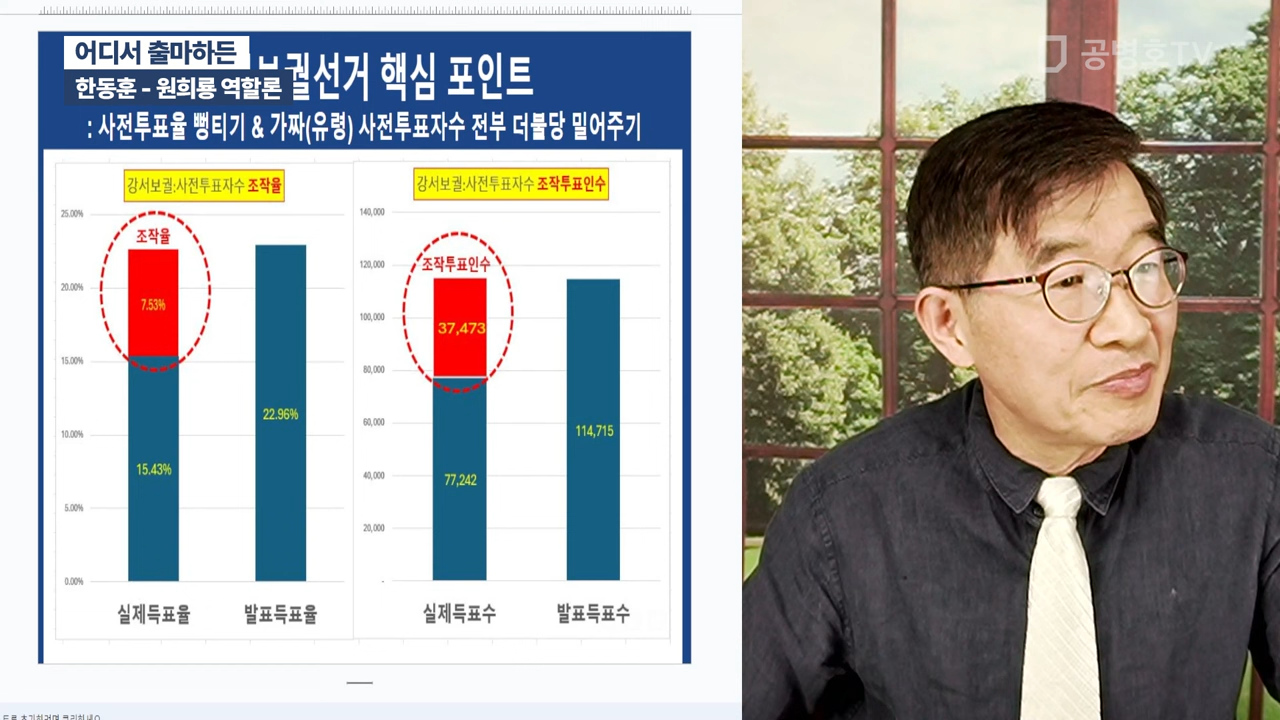 어디서 출마하든
한동훈 - 원희룡 역할론
보궐선거 핵심 포인트
: 사전투표율 뻥티기 & 가짜(유령) 사전투표자수 전부 더불당 밀어주기
공병호TV
강서보궐:사전투표자수 조작율
강서보궐:사전투표자수 조작투표인수
25.00%
20.00%
15.00%
10.00%
5.00%
0.00%
조작율
7.53%
15.43%
22.96%
실제득표율
발표득표율
140,000
120,000
100,000
80,000
60,000
40,000
20,000
-
조작투표인수
37,473
77,242
114,715
실제득표수
발표득표수